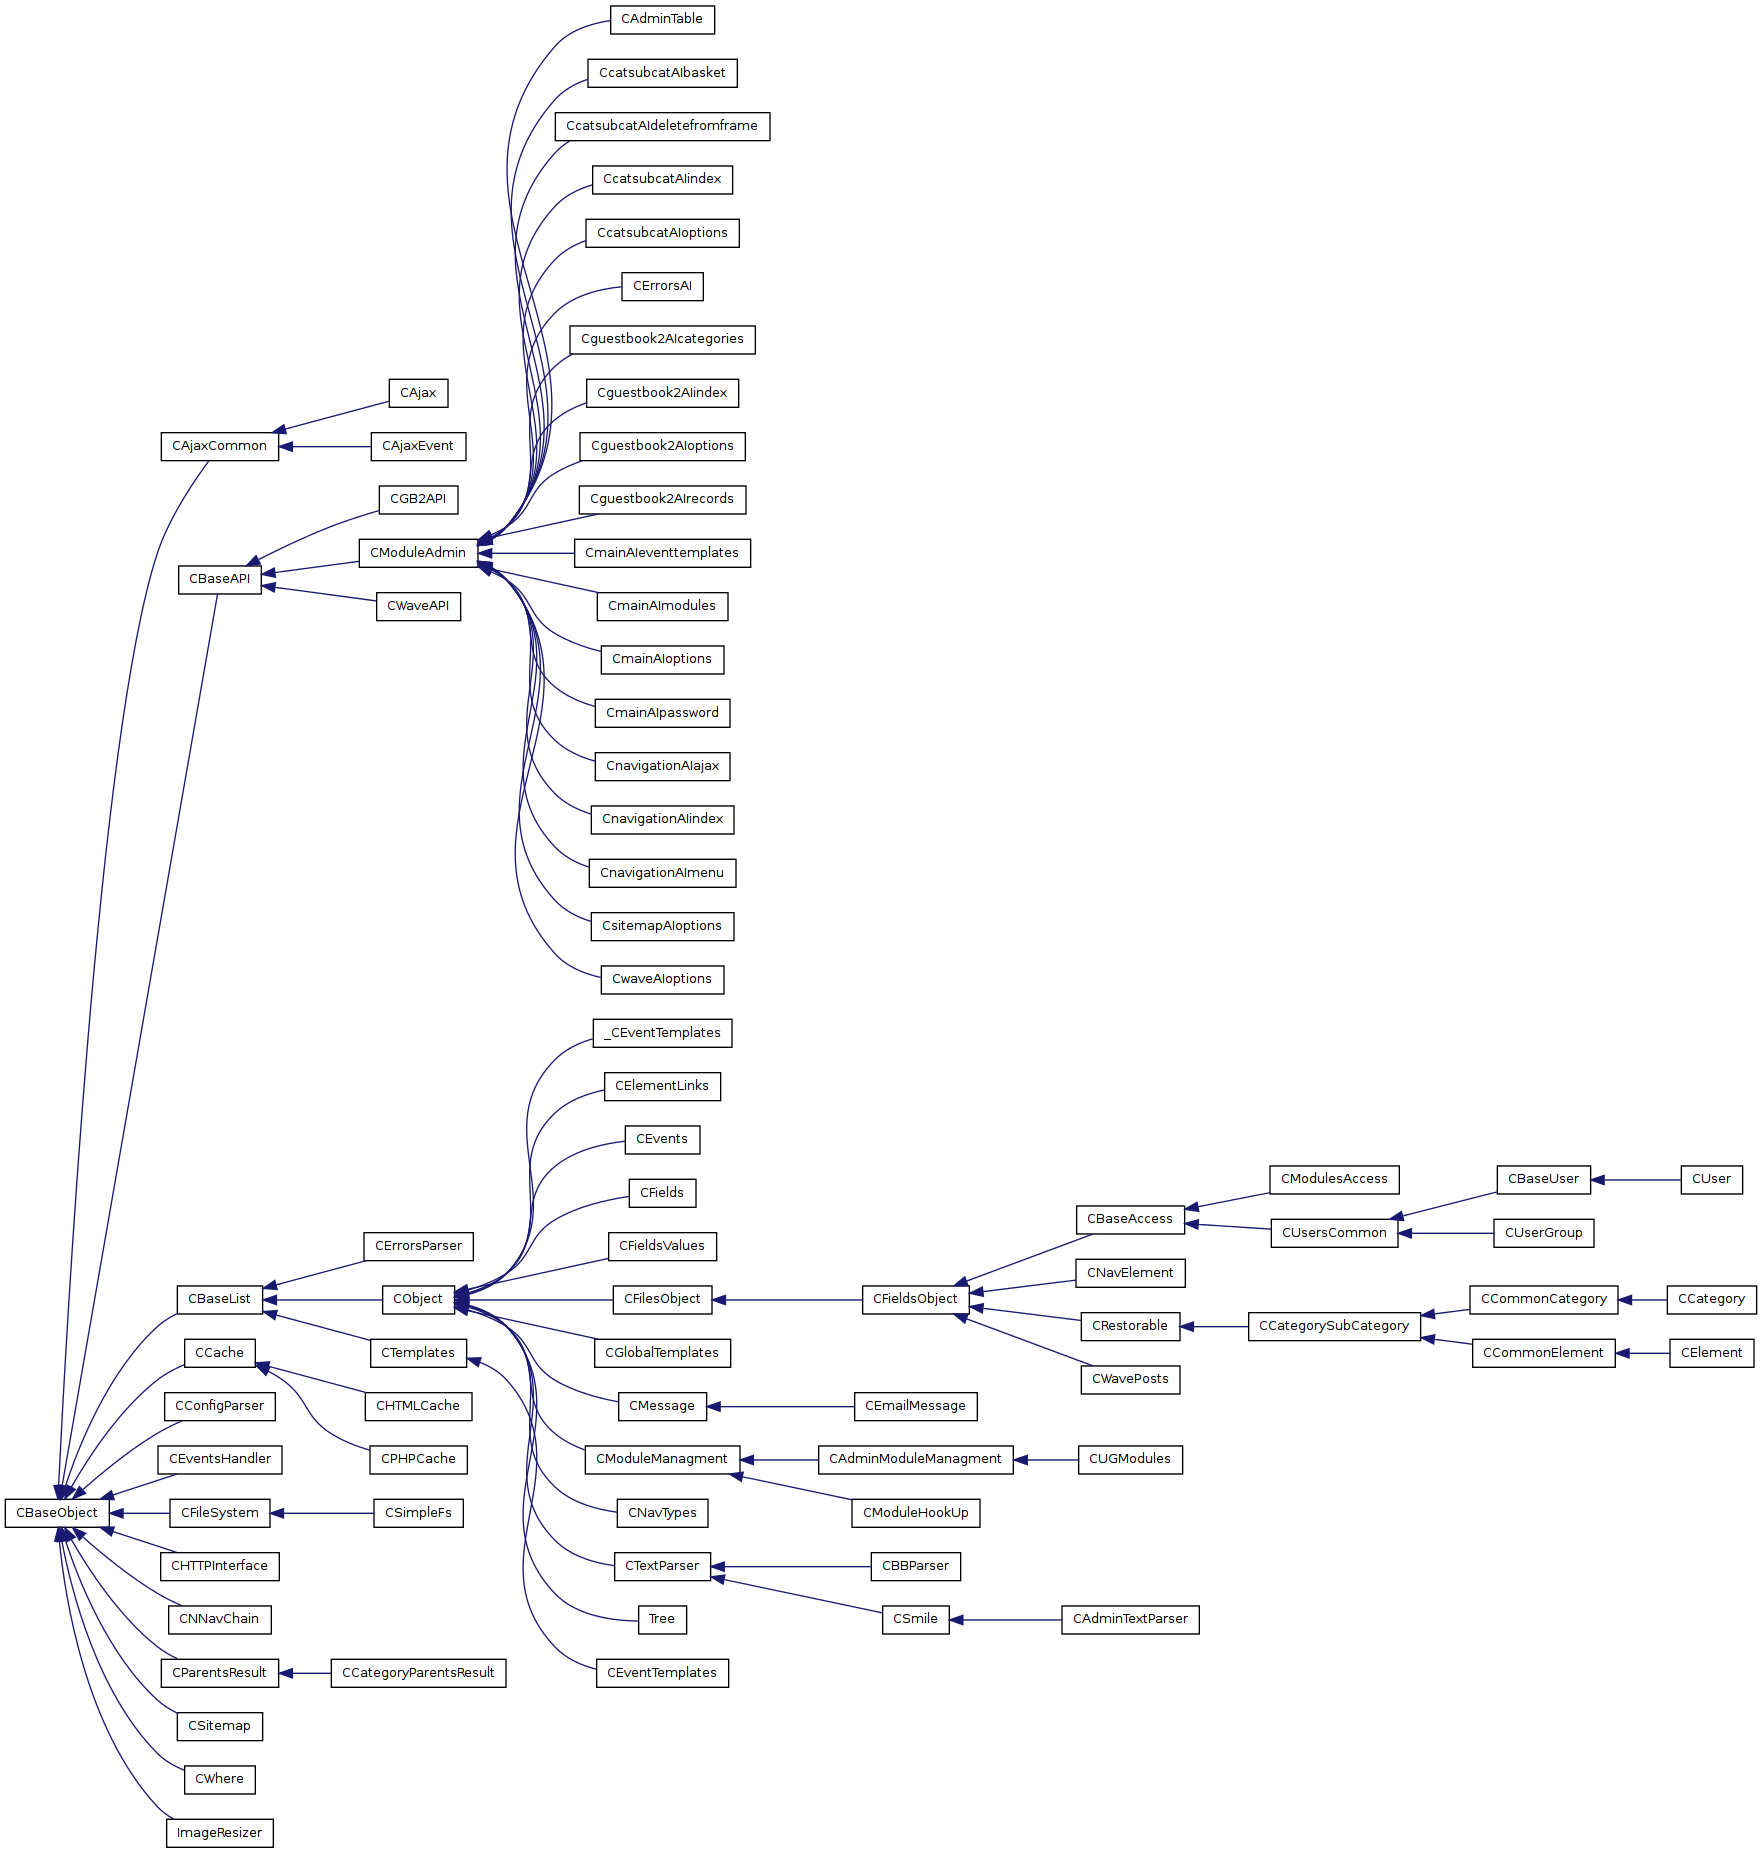 CAdminTable
CcatsubcatAIbasket
CcatsubcatAIdeletefromframe
CcatsubcatAIindex
CcatsubcatAIoptions
CErrorsAI
Cguestbook2AIcategories
CAjax
Cguestbook2AIindex
CAjaxCommon
CAjaxEvent
Cguestbook2AIoptions
CGB2API
Cguestbook2AIrecords
CModuleAdmin
CmainAIeventtemplates
CBaseAPI
CWaveAPI
CmainAImodules
CmainAIoptions
CmainAIpassword
CnavigationAIajax
CnavigationAIindex
CnavigationAImenu
CsitemapAIoptions
CwaveAIoptions
_CEventTemplates
CElementLinks
CEvents
CModulesAccess
CBaseUser
CUser
CFields
CBaseAccess
CUsersCommon
CUserGroup
CErrorsParser
CFieldsValues
CNavElement
CBaseList
CObject
CFilesObject
CFieldsObject
CRestorable
CCategorySubCategory
CCommonCategory
CCategory
CCache
CTemplates
CGlobalTemplates
CWavePosts
CCommonElement
CElement
CConfigParser
CHTMLCache
CMessage
CEmailMessage
CEventsHandler
CPHPCache
CModuleManagment
CAdminModuleManagment
CUGModules
CBaseObject
CFileSystem
CSimpleFs
CNavTypes
CModuleHookUp
CHTTPInterface
CTextParser
CBBParser
CNNavChain
Tree
CSmile
CAdminTextParser
CParentsResult
CCategoryParentsResult
CEventTemplates
CSitemap
CWhere
ImageResizer